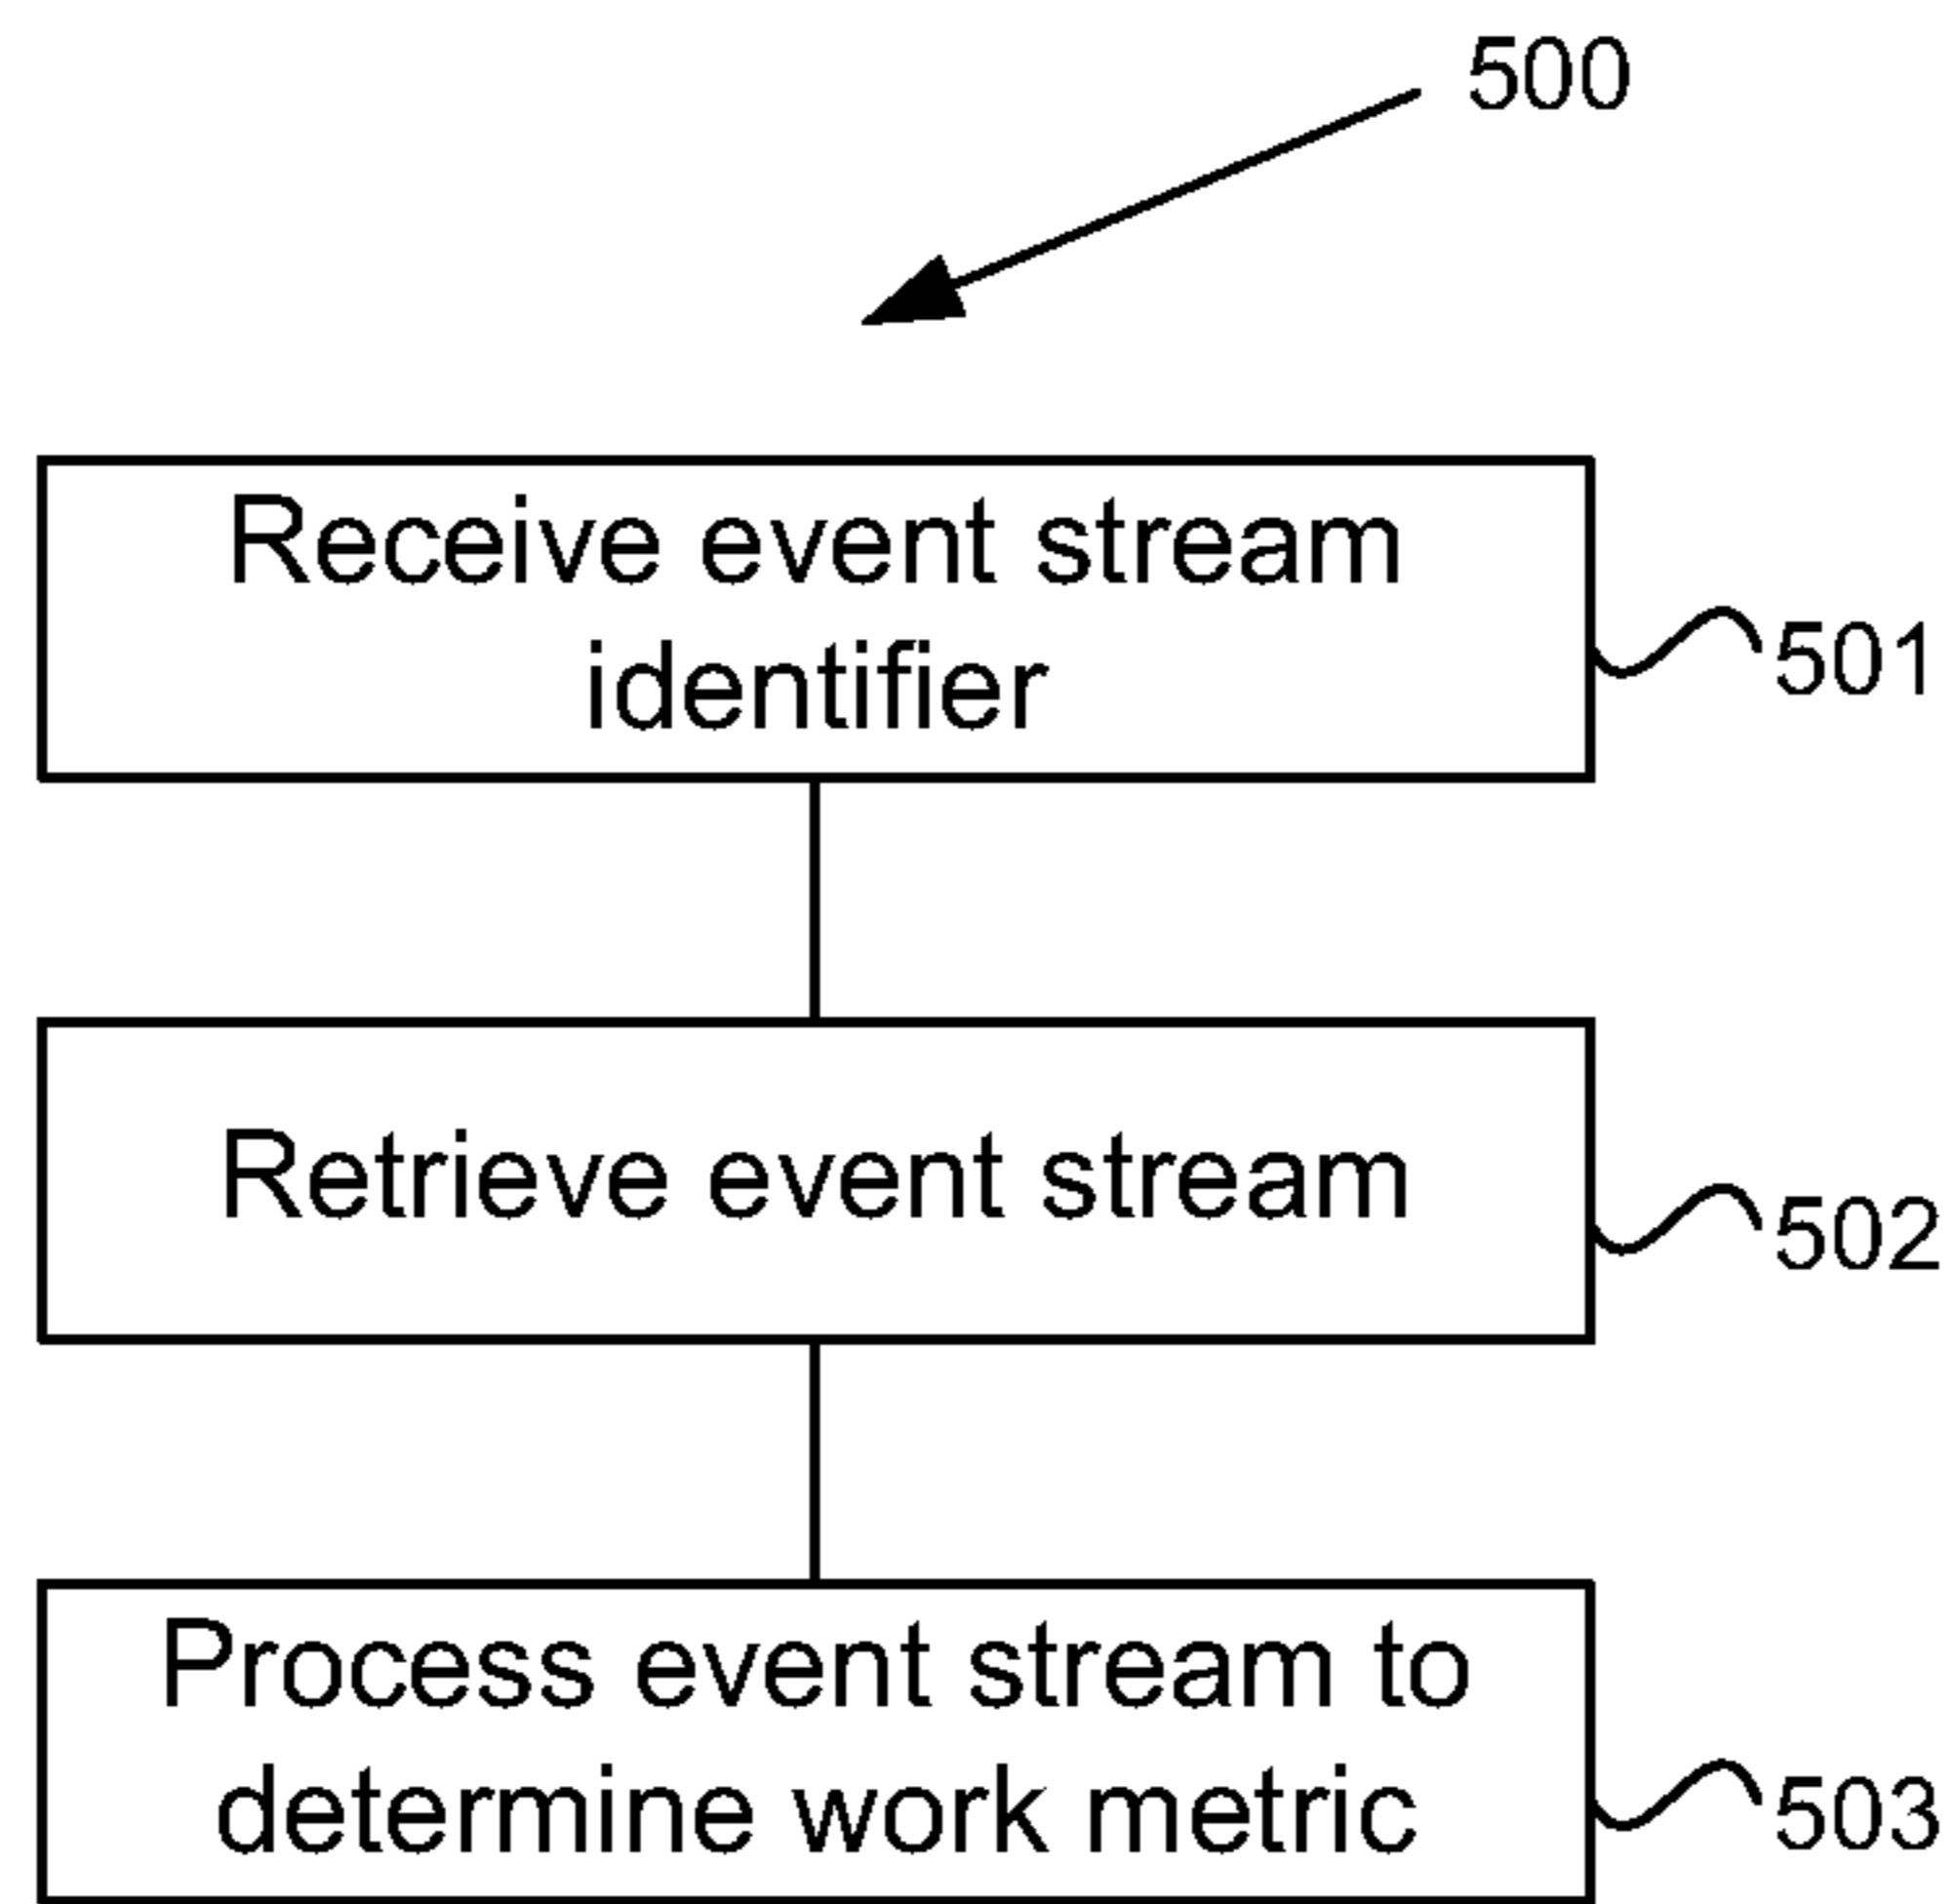 500
Receive event stream
identifier
501
Retrieve event stream
502
Process event stream to
determine work metric
503